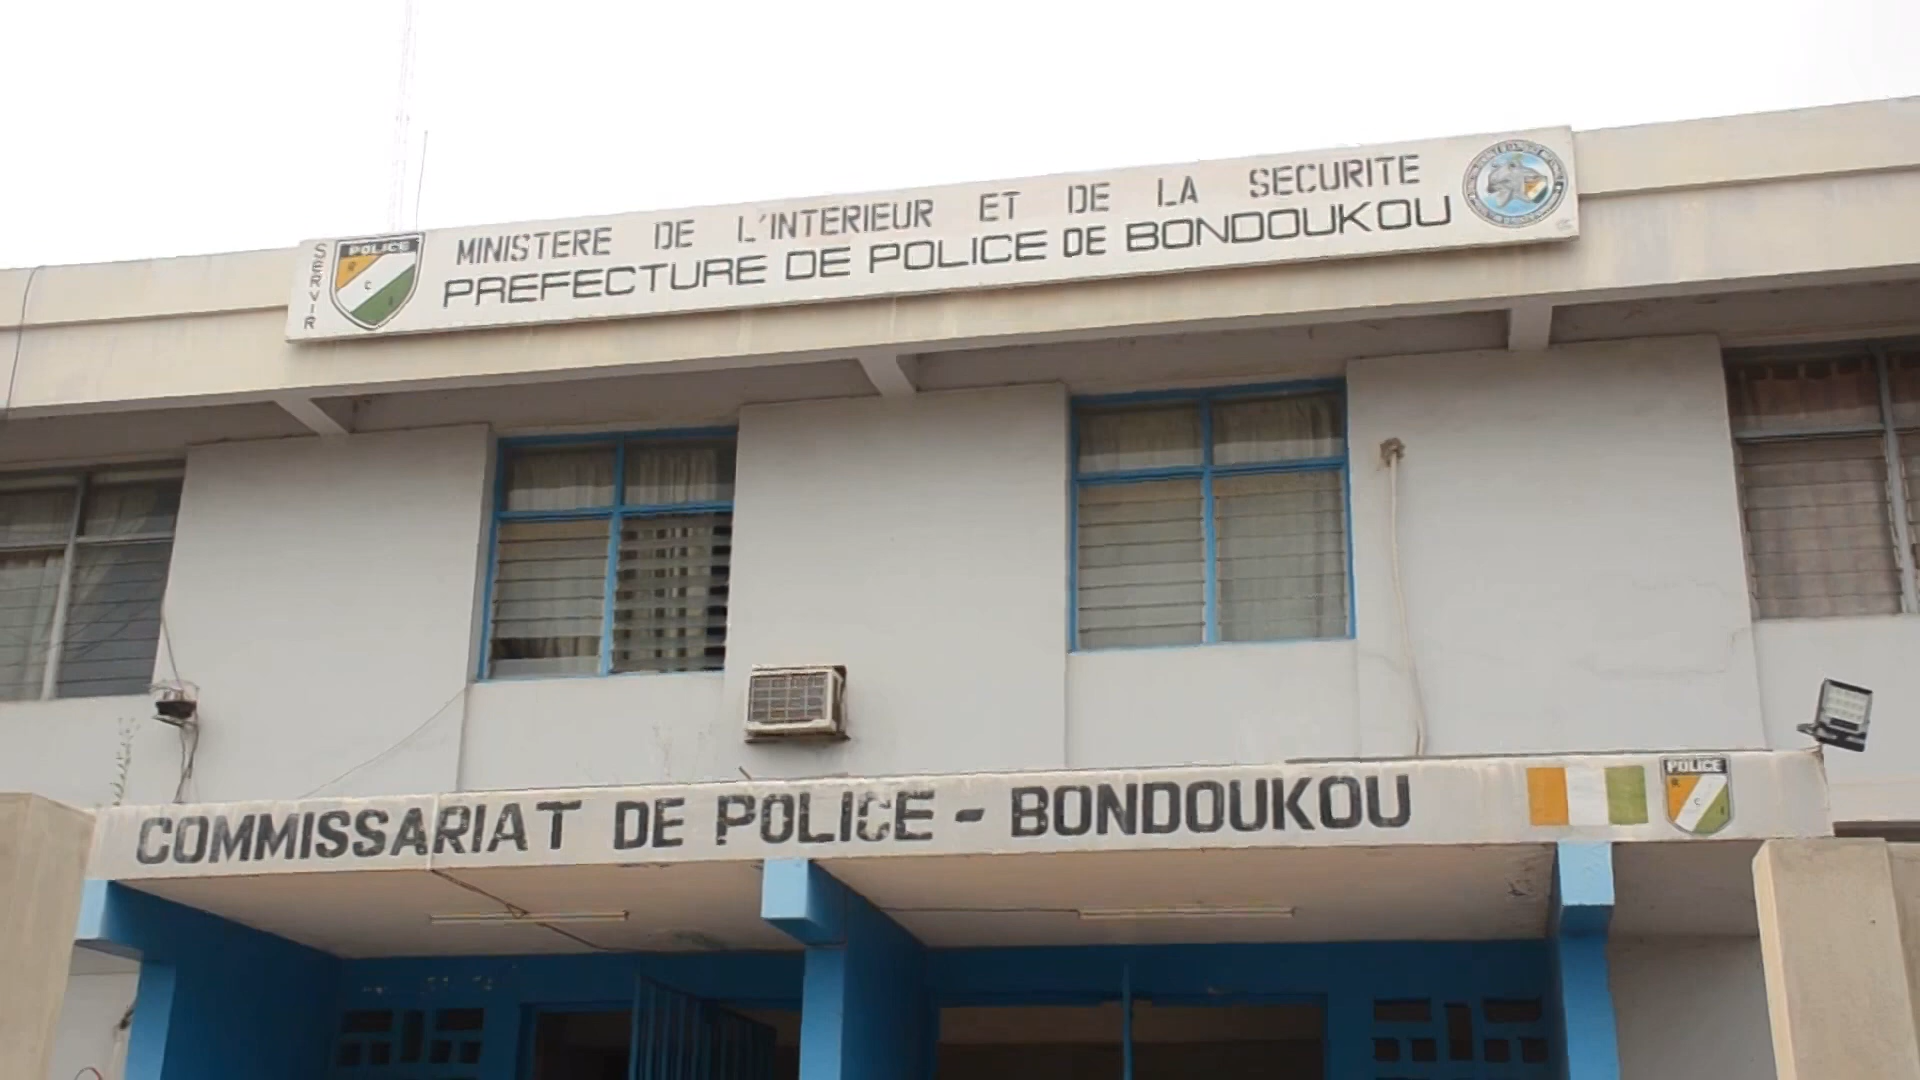 SERVIR
POLICE
R
C
I
MINISTERE DE L'INTERIEUR ET DE LA SECURITE
PREFECTURE DE POLICE DE BONDOUKOU
COMMISSARIAT DE POLICE - BONDOUKOU
POLICE
R
C
I